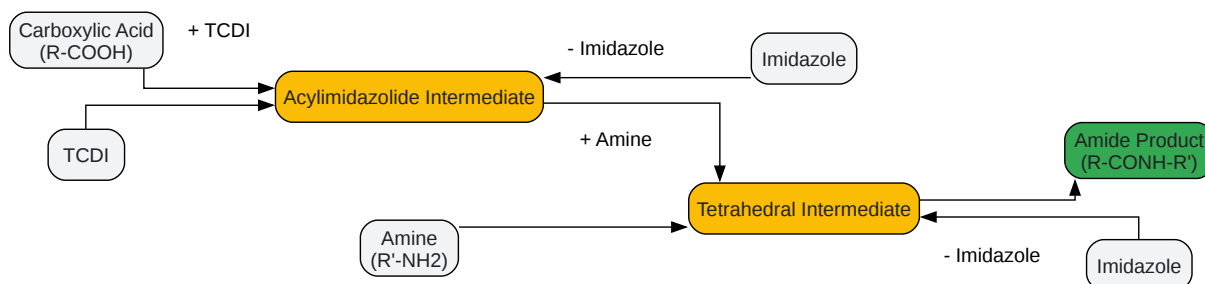 Carboxylic Acid
(R-COOH)
+ TCDI
- Imidazole
Imidazole
Acylimidazolide Intermediate
TCDI
+ Amine
Amide Product
(R-CONH-R')
Tetrahedral Intermediate
Amine
(R'-NH2)
- Imidazole
Imidazole